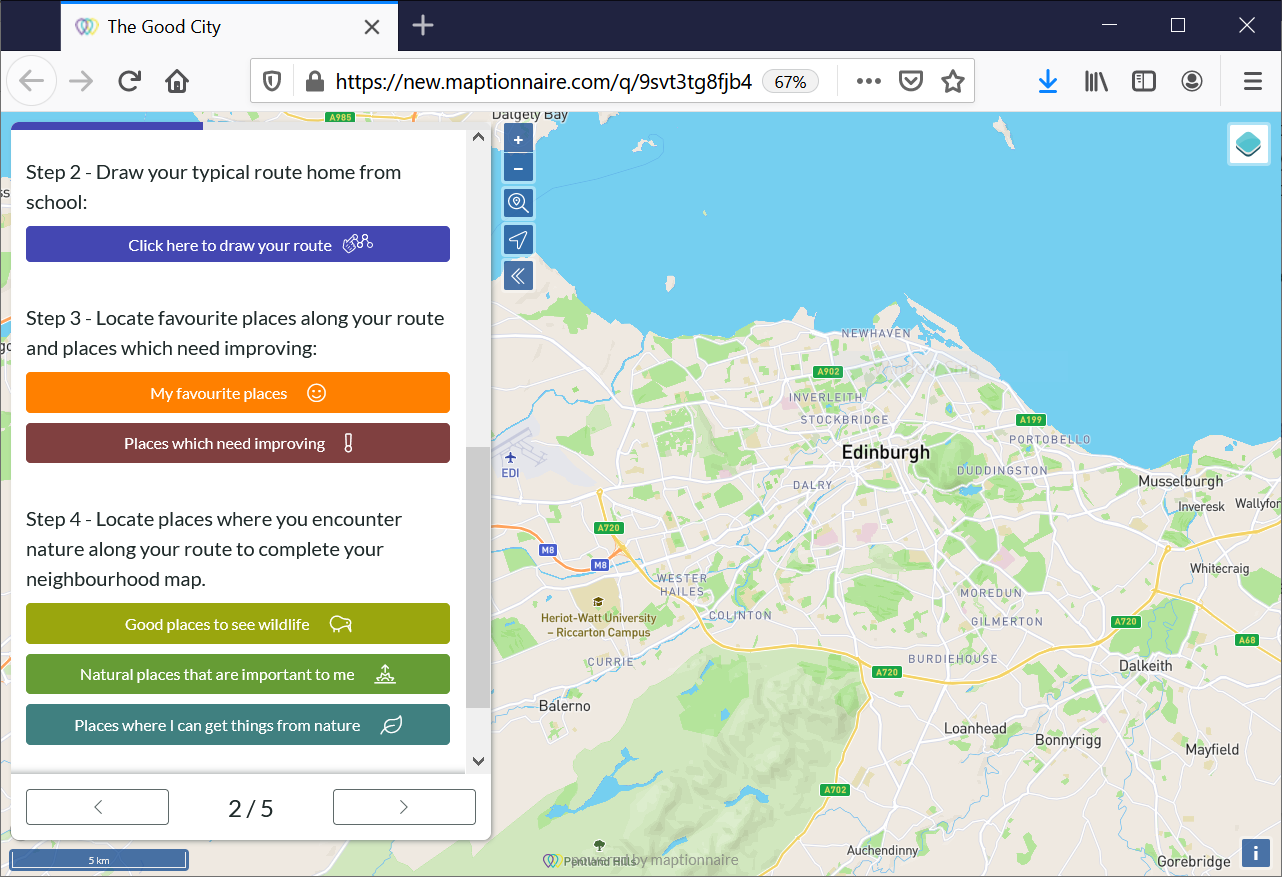 The Good City
https://new.maptionnaire.com/q/9svt3tg8fjb4
67%
Step 2 - Draw your typical route home from
school:
Click here to draw your route
Step 3 - Locate favourite places along your route
and places which need improving:
My favourite places
Places which need improving
Step 4 - Locate places where you encounter
nature along your route to complete your
neighbourhood map.
Good places to see wildlife
Natural places that are important to me
Places where I can get things from nature
2 / 5
5 km
A985
Dalgety Bay
+
−
NEWHAVEN
A902
INVERLEITH
STOCKBRIDGE
A199
PORTOBELLO
Edinburgh
DUDDINGSTON
EDI
DALRY
Musselburgh
Inveresk
Wallyfor
A720
M8
M8
WESTER
HAILES
Whitecraig
MOREDUN
Heriot-Watt University
– Riccarton Campus
COLINTON
GILMERTON
A720
A68
CURRIE
BURDIEHOUSE
A720
Dalkeith
Balerno
Loanhead
Bonnyrigg
Mayfield
A702
Auchendinny
Pentland Hills
powered by maptionnaire
Gorebridge
i